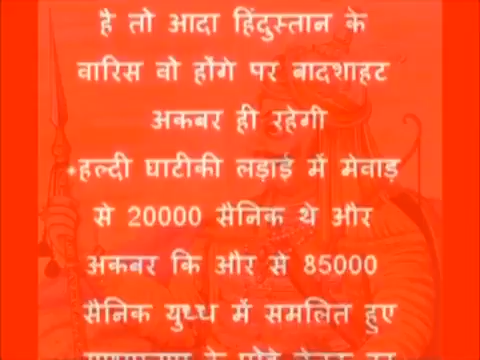 है तो आदा हिंदुस्तान के
वारिस वो होंगे पर बादशाहट
अकबर ही रहेगी
•हल्दी घाटीकी लड़ाई में मेवाड़
से 20000 सैनिक थे और
अकबर कि और से 85000
सैनिक युध्ध में समलित हुए